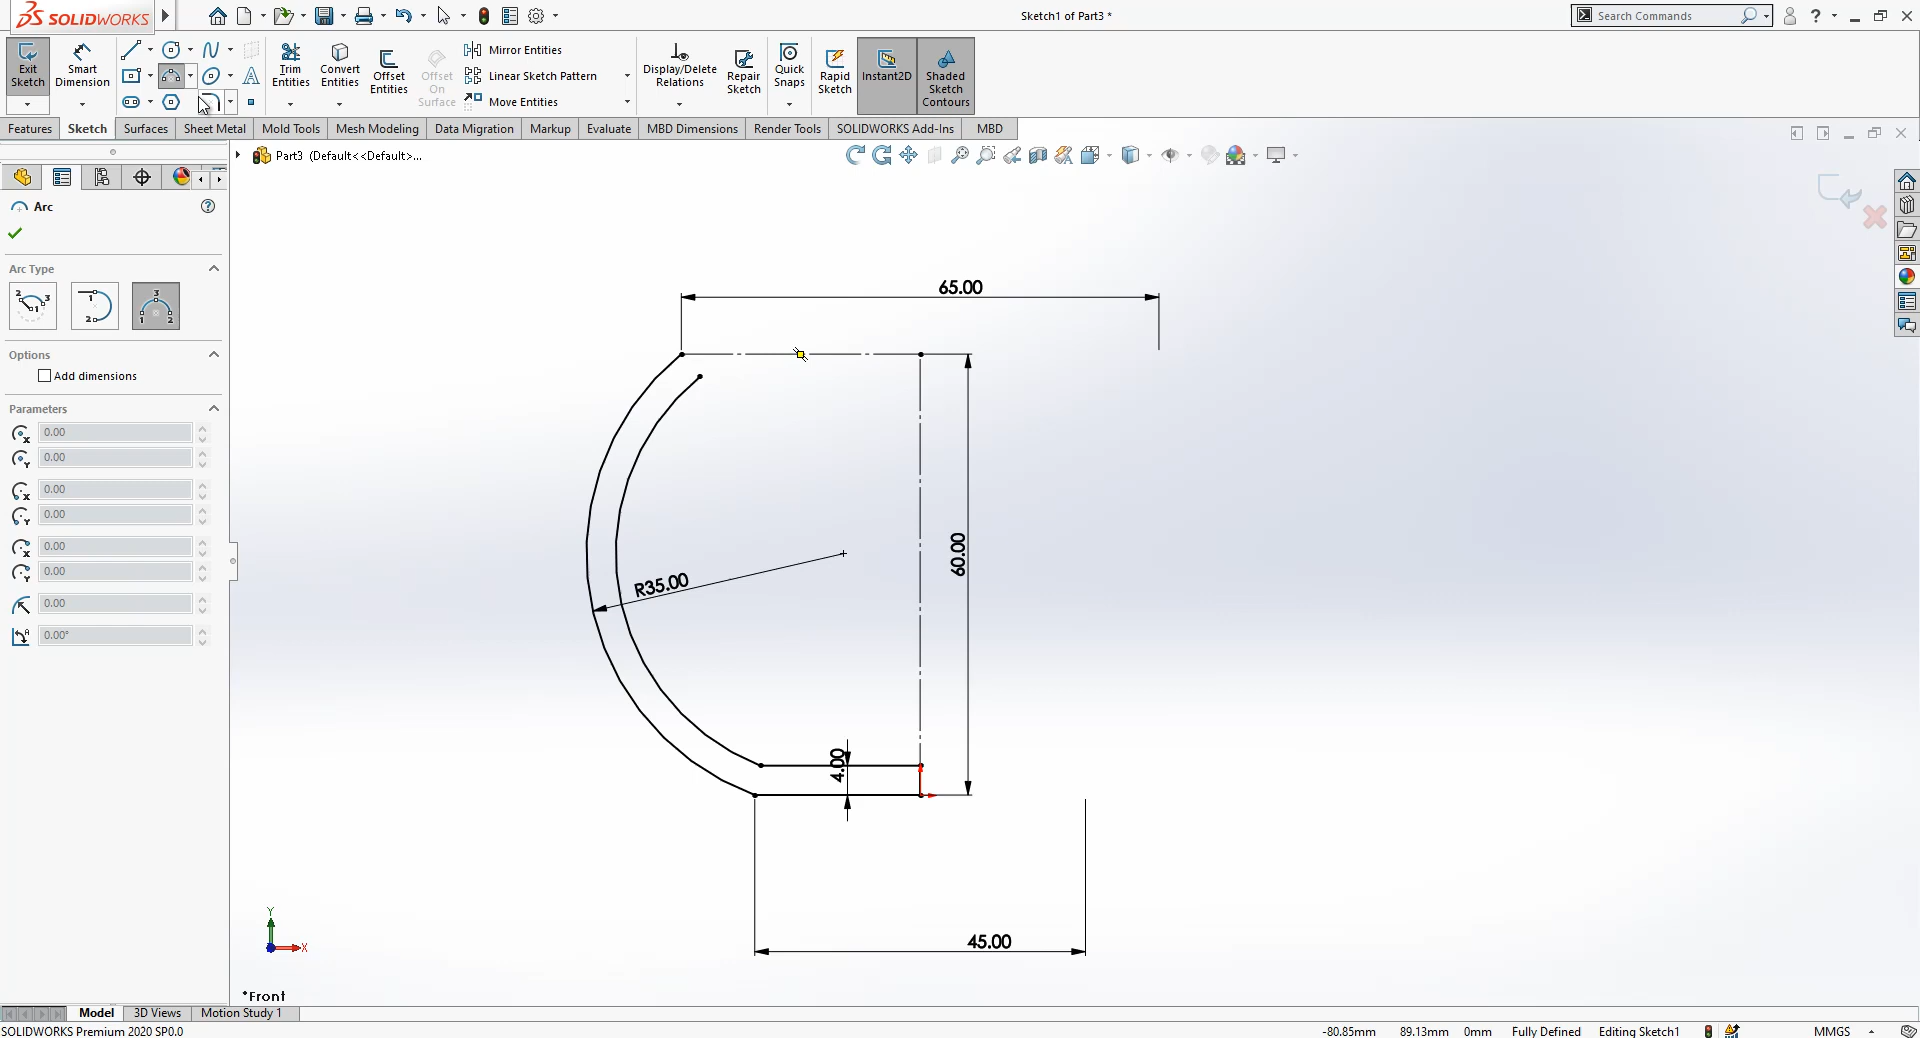 SOLIDWORKS
Sketch1 of Part3 *
Search Commands
?
Exit Sketch
Smart Dimension
Trim Entities
Convert Entities
Offset Entities
Offset On Surface
Mirror Entities
Linear Sketch Pattern
Move Entities
Display/Delete Relations
Repair Sketch
Quick Snaps
Rapid Sketch
Instant2D
Shaded Sketch Contours
Features
Sketch
Surfaces
Sheet Metal
Mold Tools
Mesh Modeling
Data Migration
Markup
Evaluate
MBD Dimensions
Render Tools
SOLIDWORKS Add-Ins
MBD
Part3 (Default<<Default>...
Arc
?
Arc Type
Options
Add dimensions
Parameters
0.00
0.00
0.00
0.00
0.00
0.00
0.00
0.00°
65.00
60.00
R35.00
4.00
45.00
Y
X
*Front
Model
3D Views
Motion Study 1
SOLIDWORKS Premium 2020 SP0.0
-80.85mm
89.13mm
0mm
Fully Defined
Editing Sketch1
MMGS